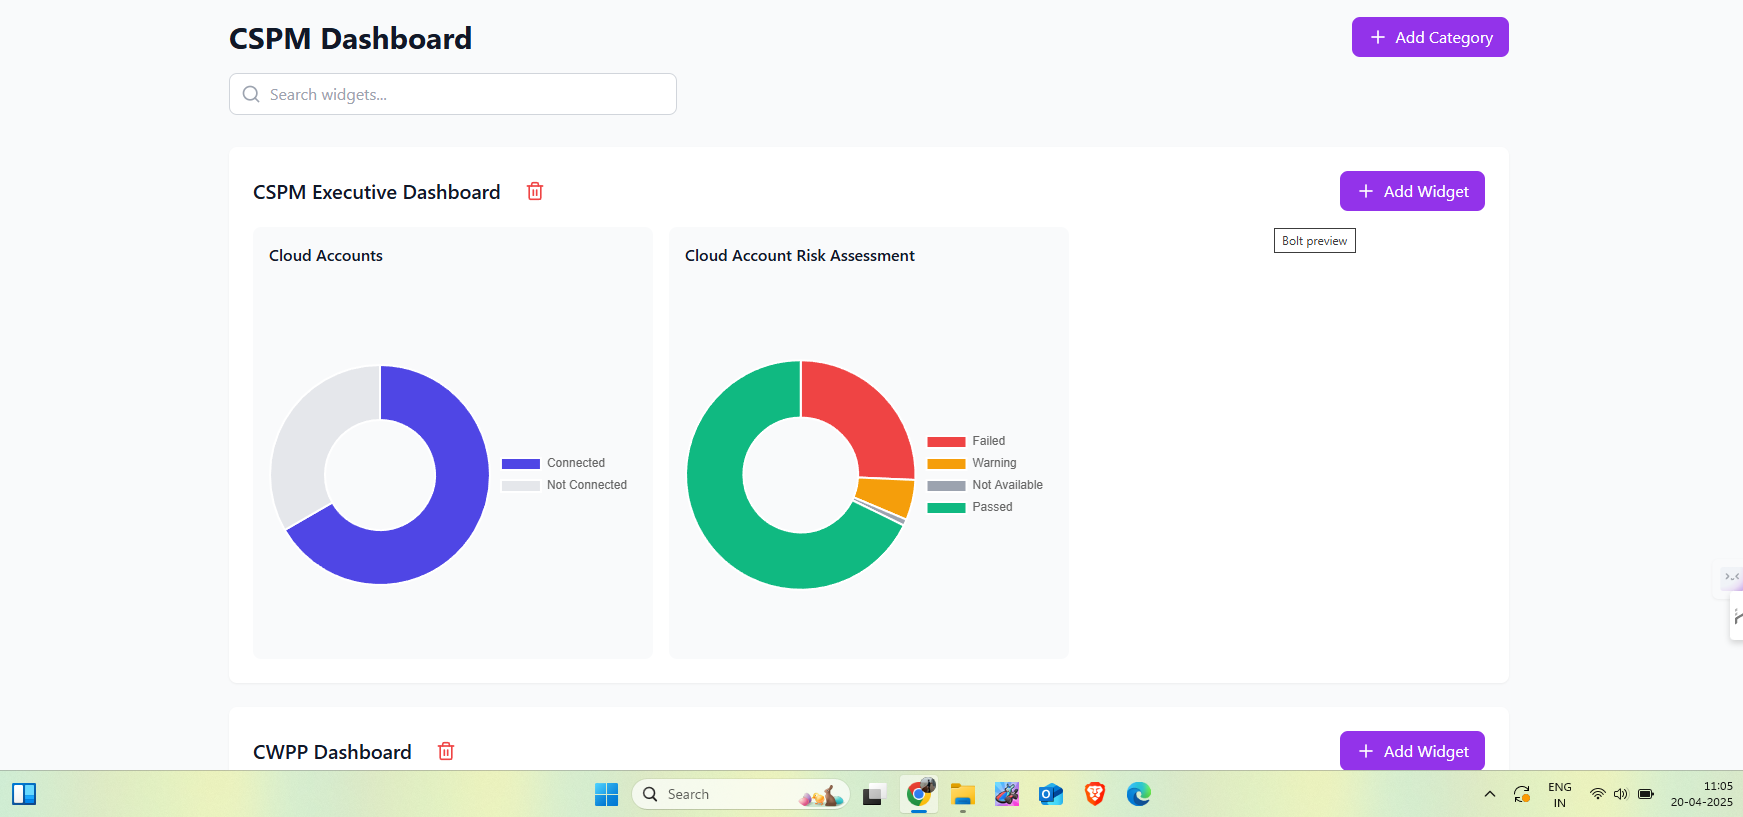 CSPM Dashboard
Add Category
Search widgets...
CSPM Executive Dashboard
Add Widget
Bolt preview
Cloud Accounts
Cloud Account Risk Assessment
Connected
Not Connected
Failed
Warning
Not Available
Passed
CWPP Dashboard
Add Widget
Search
ENG
IN
11:05
20-04-2025